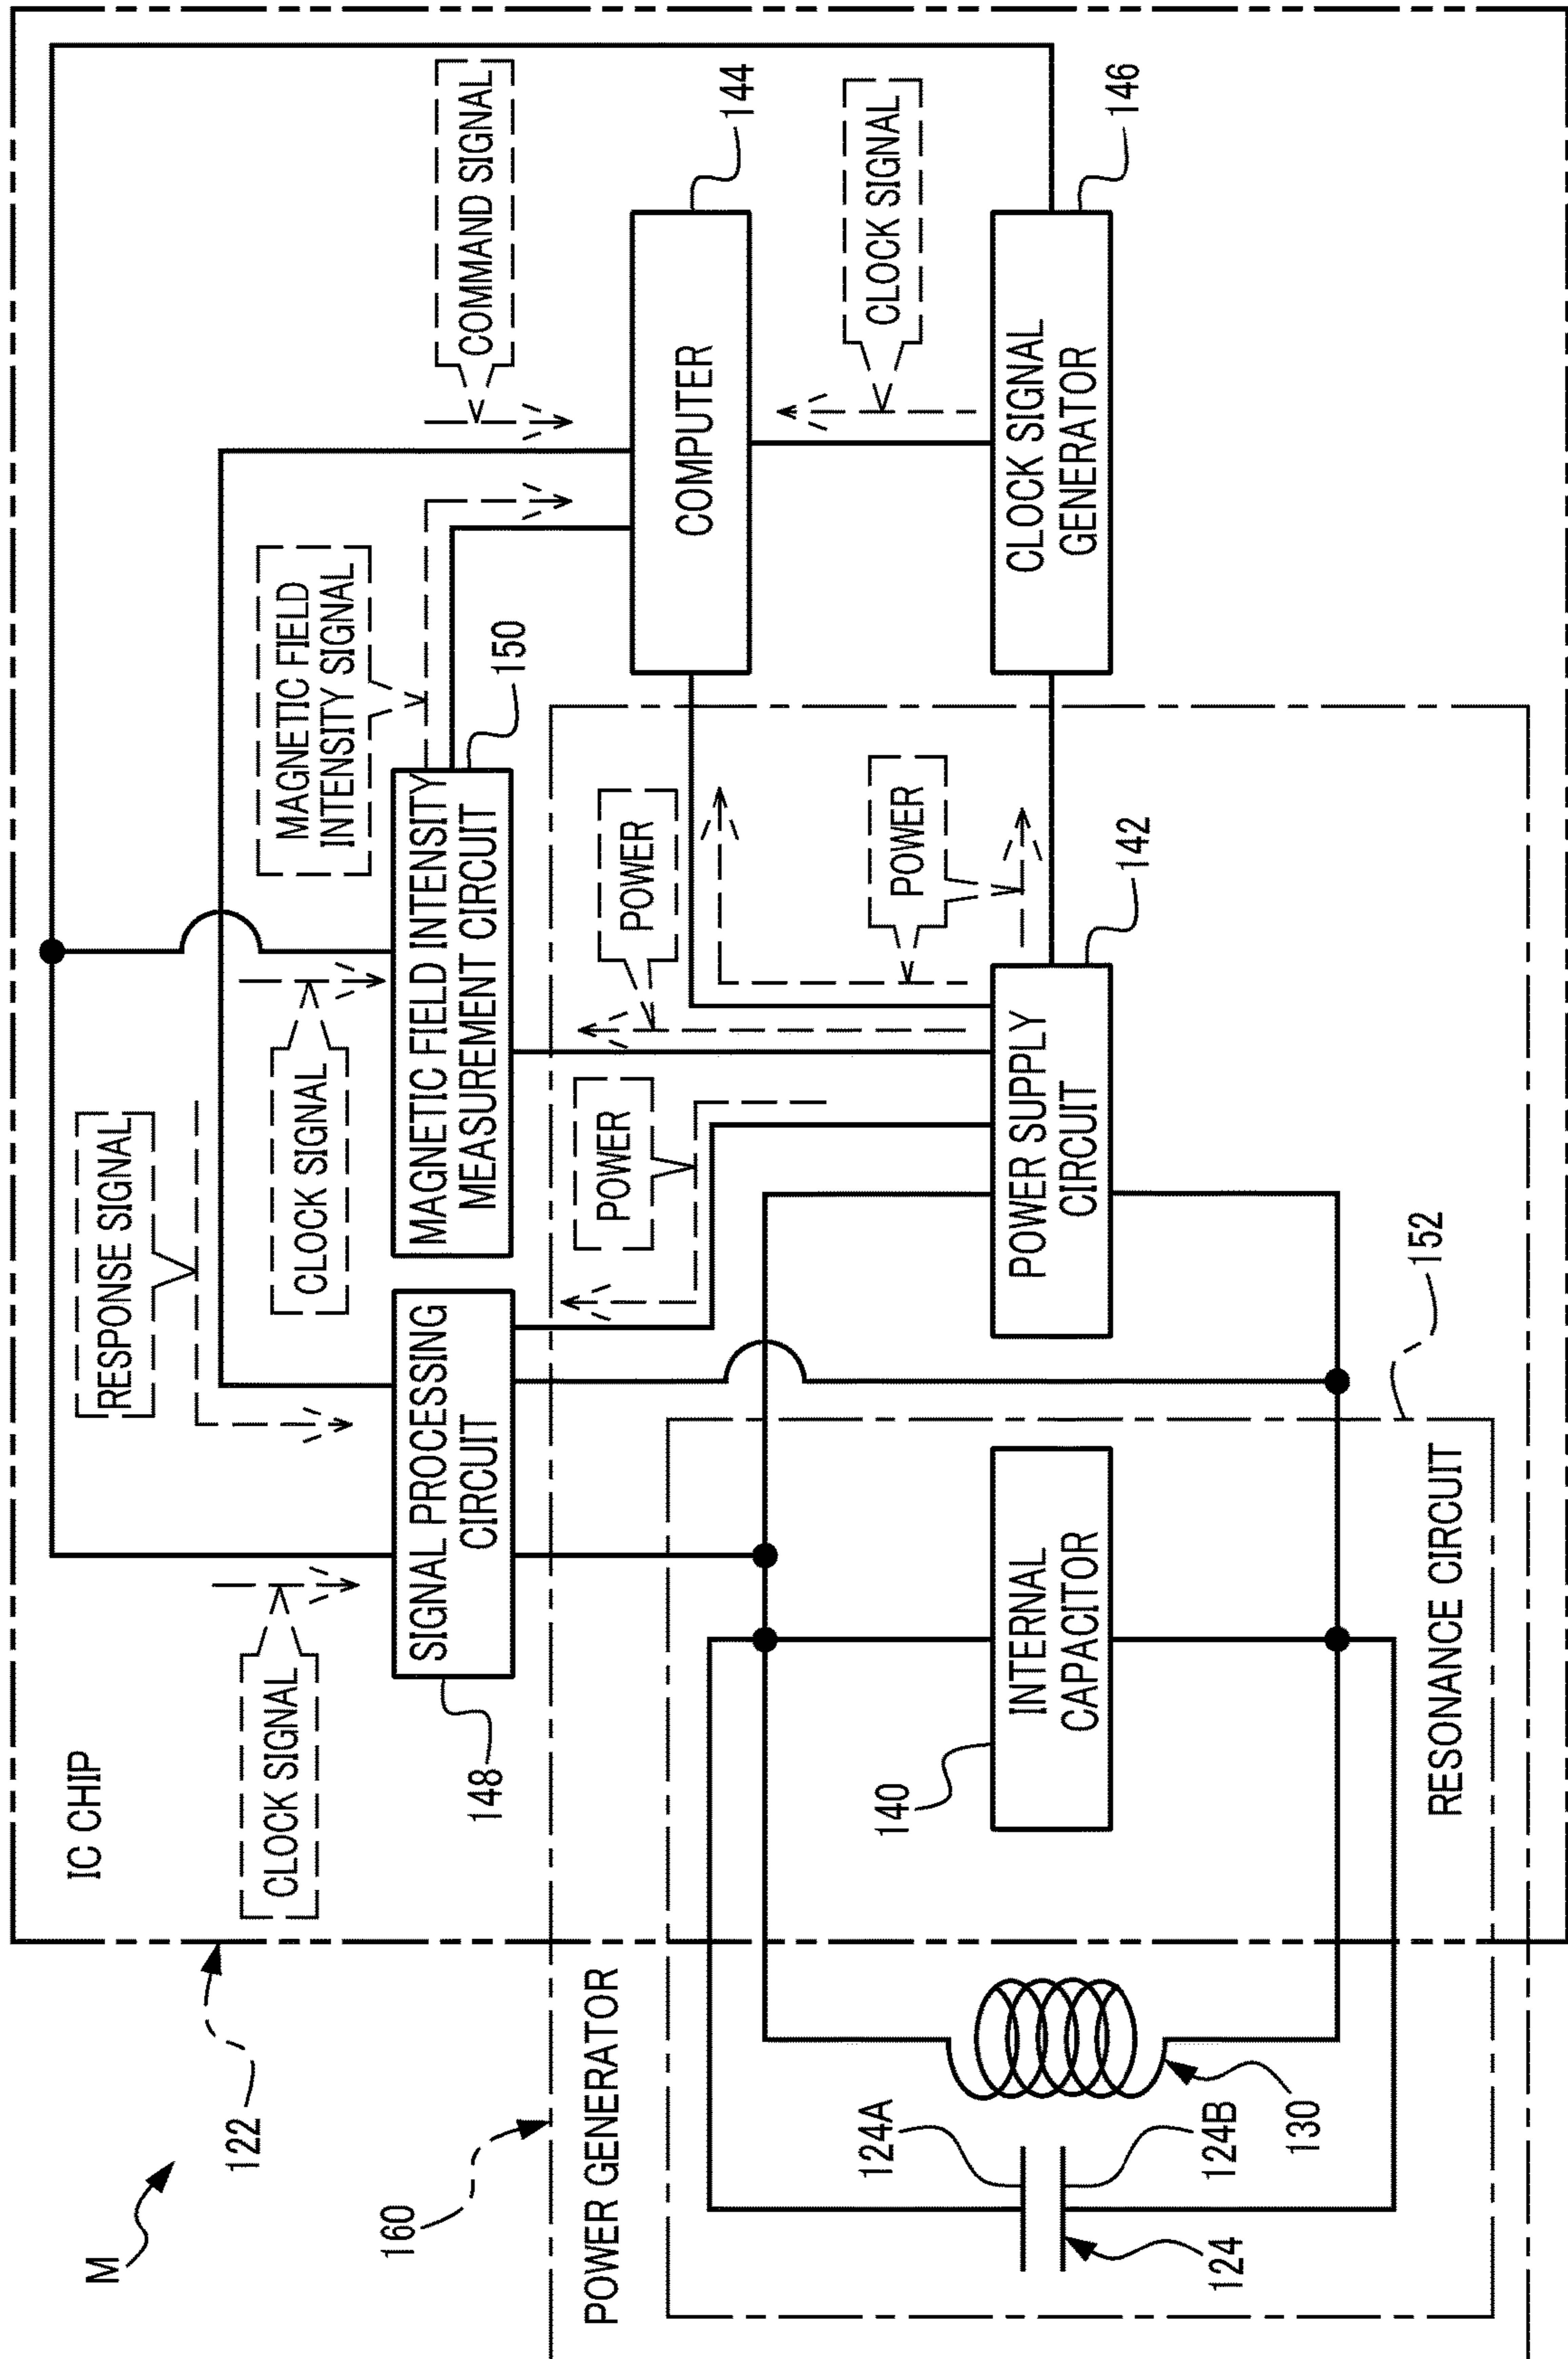 M
122
IC CHIP
RESPONSE SIGNAL
CLOCK SIGNAL
CLOCK SIGNAL
MAGNETIC FIELD
INTENSITY SIGNAL
COMMAND SIGNAL
148
SIGNAL PROCESSING
CIRCUIT
MAGNETIC FIELD INTENSITY
MEASUREMENT CIRCUIT
150
160
POWER GENERATOR
POWER
POWER
COMPUTER
144
124A
140
POWER
CLOCK SIGNAL
INTERNAL
CAPACITOR
POWER SUPPLY
CIRCUIT
142
CLOCK SIGNAL
GENERATOR
146
124
124B
130
RESONANCE CIRCUIT
152